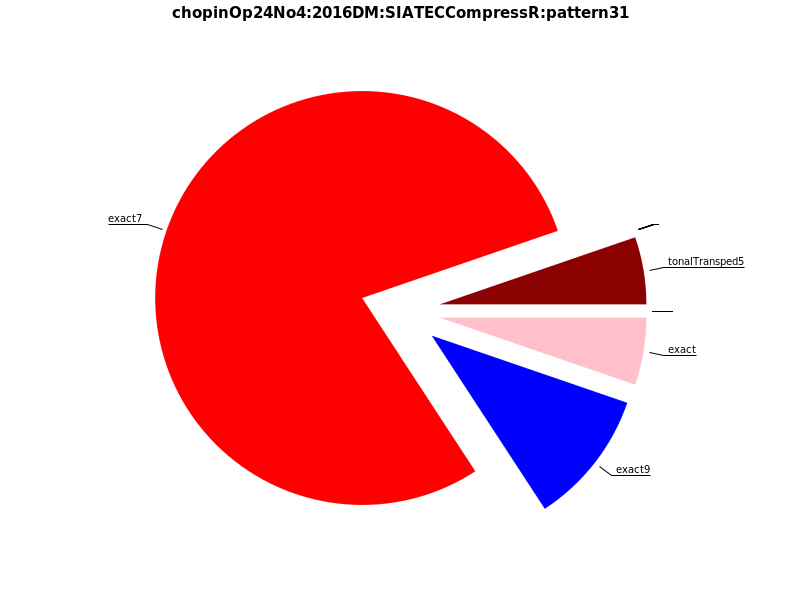 chopinOp24No4:2016DM:SIATECCompressR:pattern31
exact7
tonalTransped5
exact
exact9